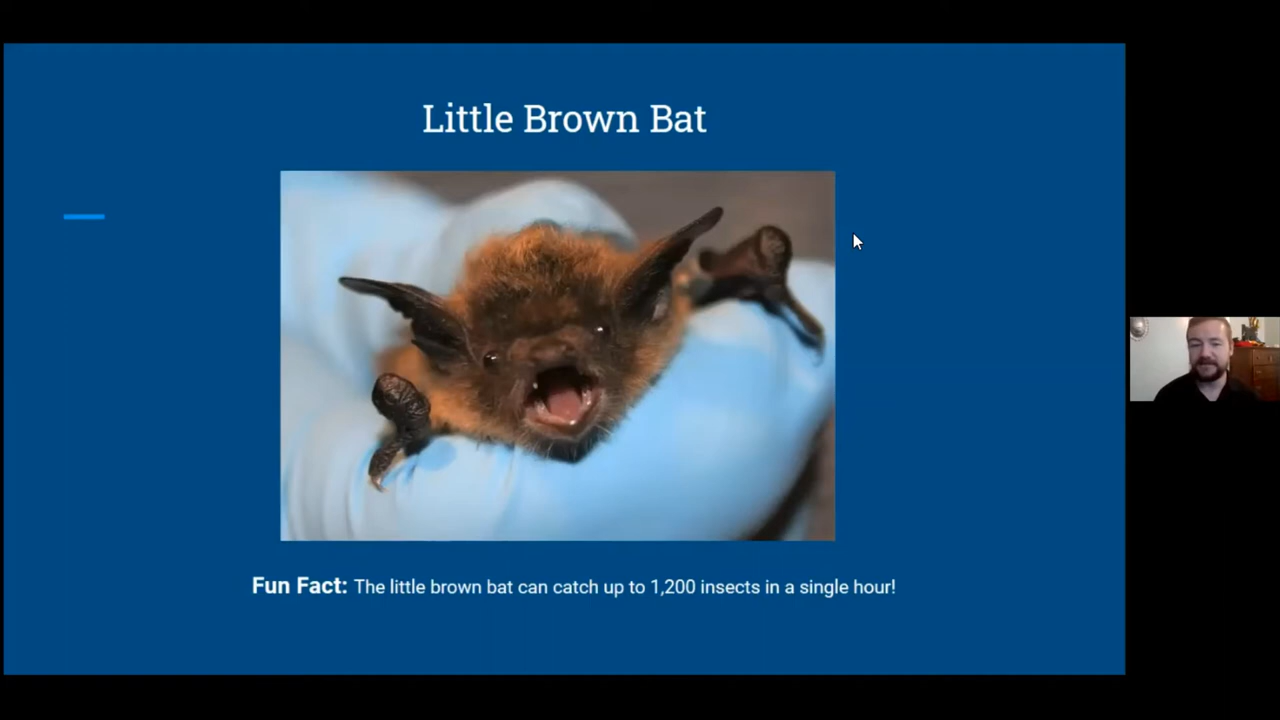 Little Brown Bat
Fun Fact: The little brown bat can catch up to 1,200 insects in a single hour!